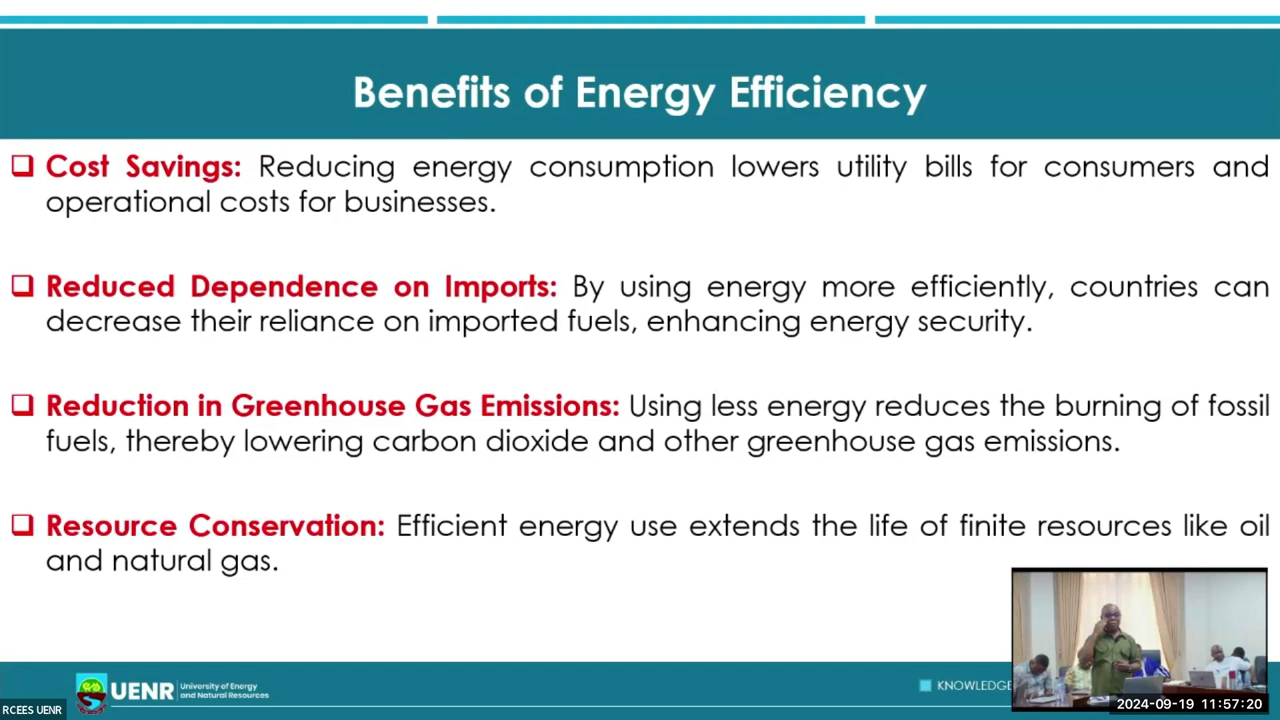 Benefits of Energy Efficiency
Cost Savings: Reducing energy consumption lowers utility bills for consumers and
operational costs for businesses.
Reduced Dependence on Imports: By using energy more efficiently, countries can
decrease their reliance on imported fuels, enhancing energy security.
Reduction in Greenhouse Gas Emissions: Using less energy reduces the burning of fossil
fuels, thereby lowering carbon dioxide and other greenhouse gas emissions.
Resource Conservation: Efficient energy use extends the life of finite resources like oil
and natural gas.
UENR University of Energy
and Natural Resources
KNOWLEDGE
RCEES UENR
2024-09-19 11:57:20